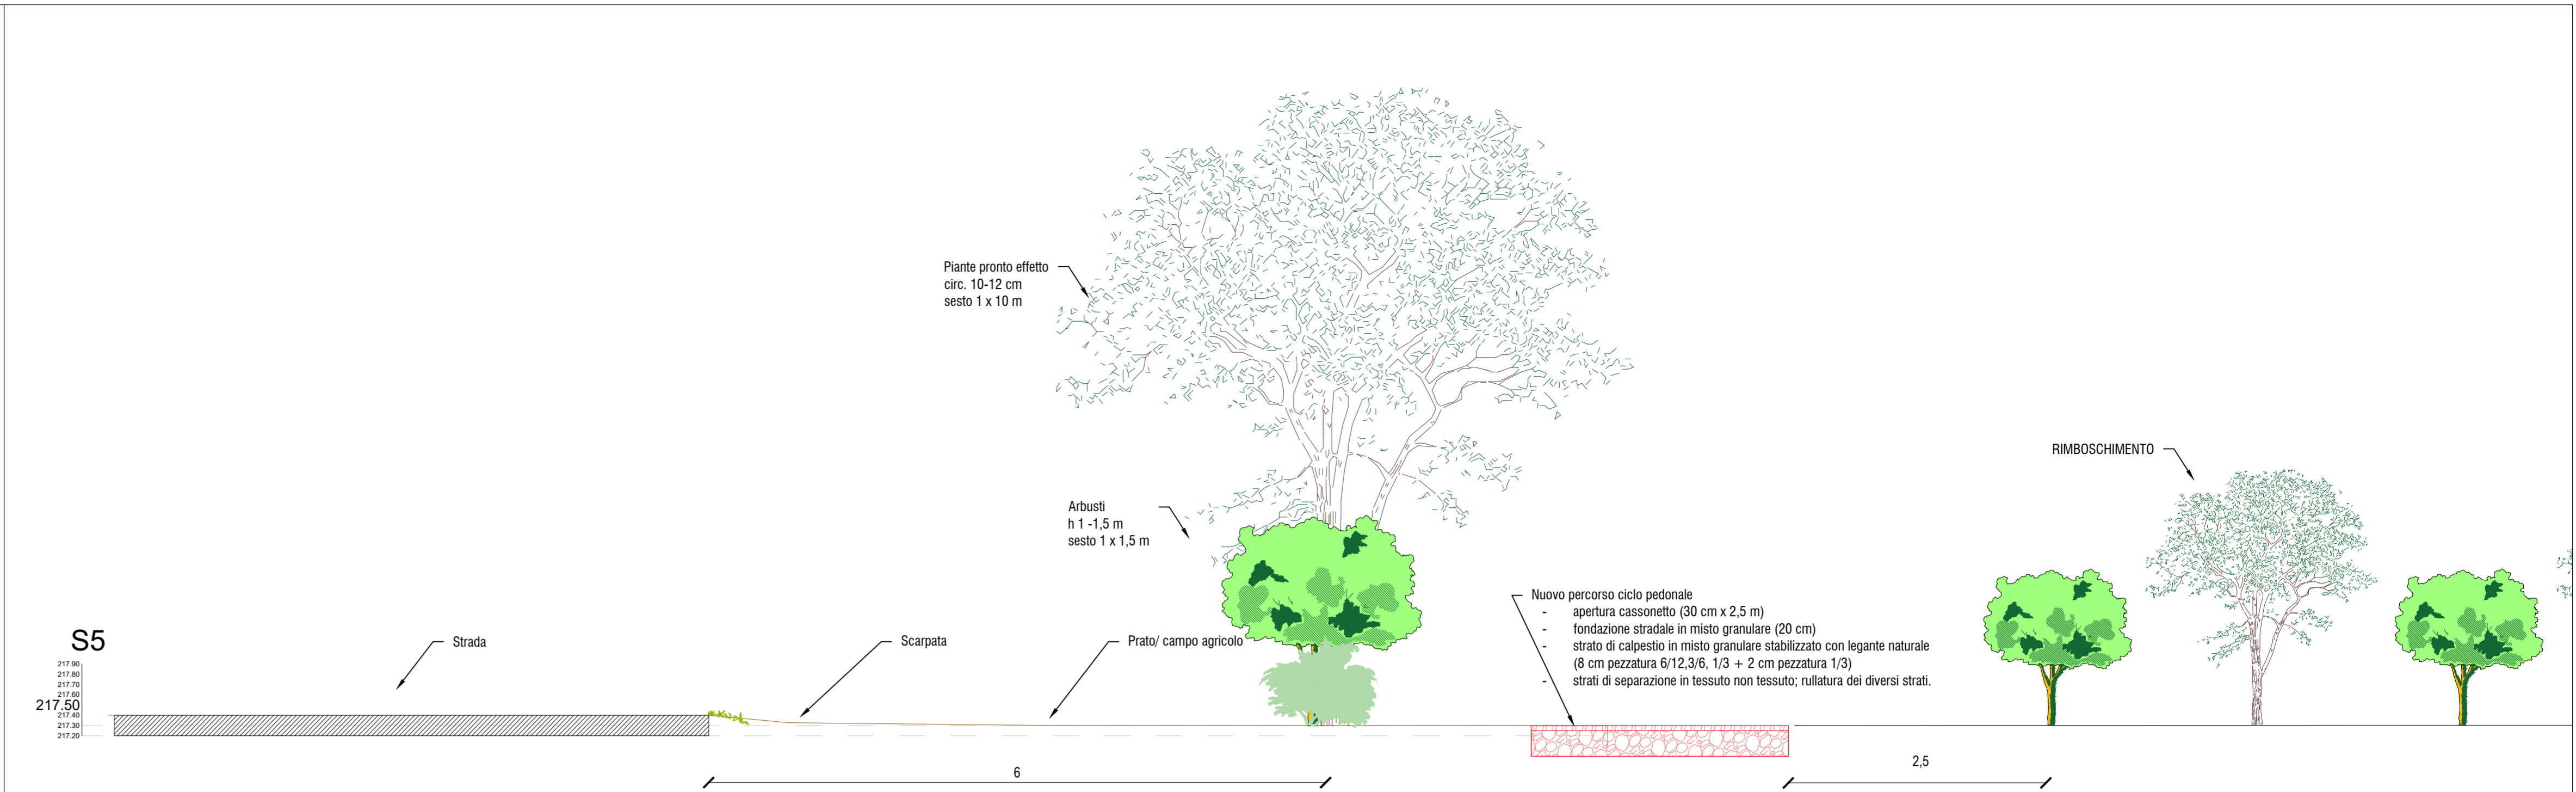 Piante pronto effetto
circ. 10-12 cm
sesto 1 x 10 m
RIMBOSCHIMENTO
Arbusti
h 1 -1,5 m
sesto 1 x 1,5 m
Nuovo percorso ciclo pedonale
- apertura cassonetto (30 cm x 2,5 m)
- fondazione stradale in misto granulare (20 cm)
- strato di calpestio in misto granulare stabilizzato con legante naturale
(8 cm pezzatura 6/12,3/6, 1/3 + 2 cm pezzatura 1/3)
- strati di separazione in tessuto non tessuto; rullatura dei diversi strati.
S5
Strada
Scarpata
Prato/ campo agricolo
217.90
217.80
217.70
217.60
217.50
217.40
217.30
217.20
6
2,5